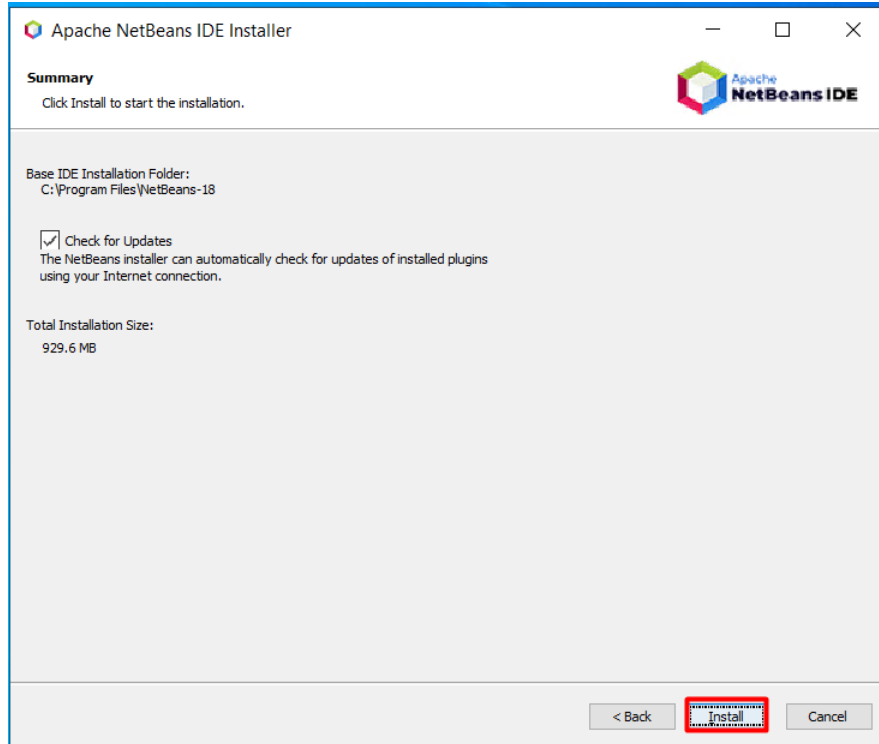 Apache NetBeans IDE Installer
Summary
Click Install to start the installation.
Apache
NetBeans IDE
Base IDE Installation Folder:
C:\Program Files\NetBeans-18
Check for Updates
The NetBeans installer can automatically check for updates of installed plugins
using your Internet connection.
Total Installation Size:
929.6 MB
< Back Install Cancel